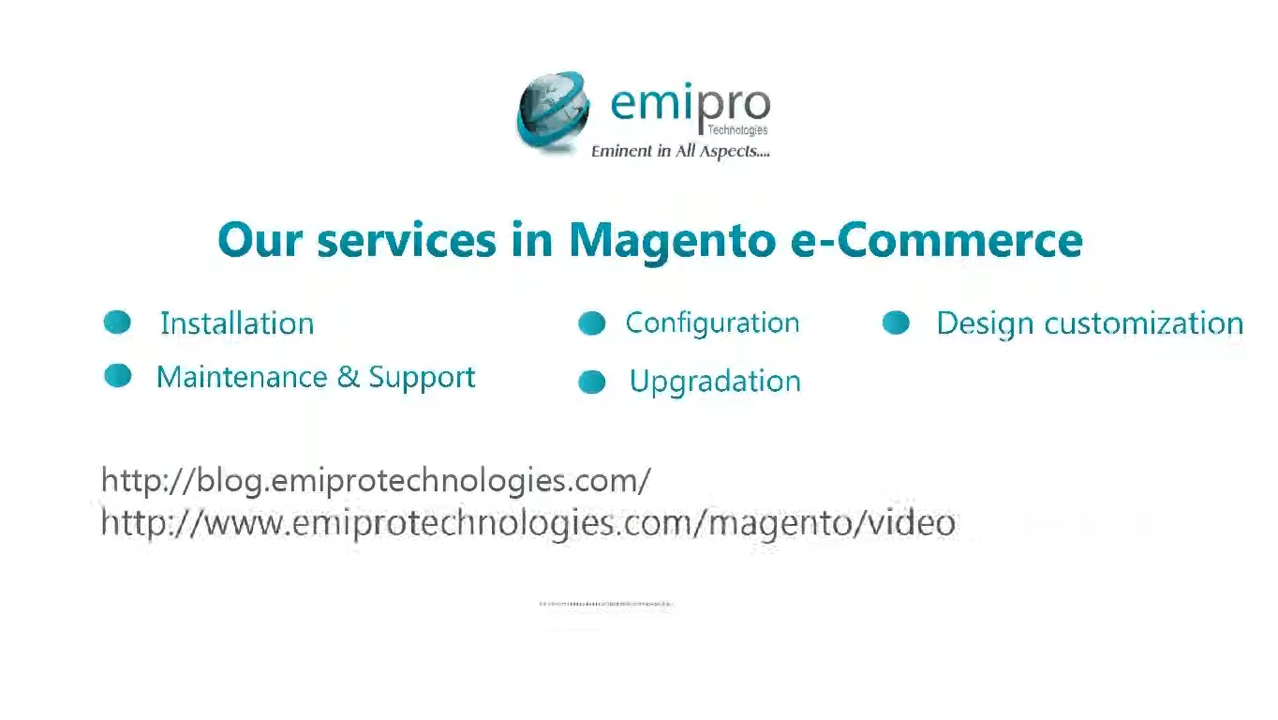 emipro
Technologies
Eminent in All Aspects....
Our services in Magento e-Commerce
Installation
Configuration
Design customization
Maintenance & Support
Upgradation
http://blog.emiprotechnologies.com/
http://www.emiprotechnologies.com/magento/video